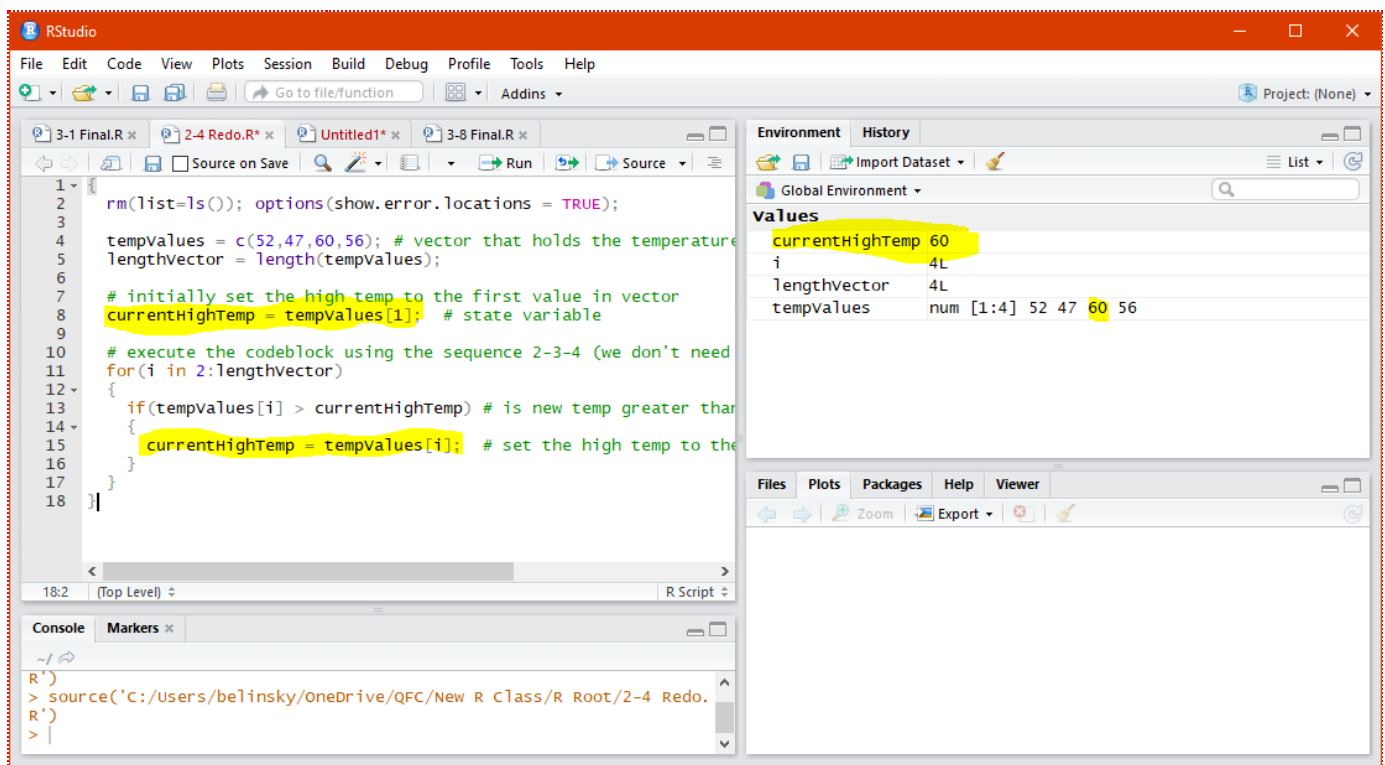 RStudio
File Edit Code View Plots Session Build Debug Profile Tools Help
Go to file/function Addins Project: (None)
3-1 Final.R 2-4 Redo.R* Untitled1* 3-8 Final.R
Source on Save Run Source
1 {
2 rm(list=ls()); options(show.error.locations = TRUE);
3
4 tempValues = c(52,47,60,56); # vector that holds the temperature
5 lengthVector = length(tempValues);
6
7 # initially set the high temp to the first value in vector
8 currentHighTemp = tempValues[1]; # state variable
9
10 # execute the codeblock using the sequence 2-3-4 (we don't need
11 for(i in 2:lengthVector)
12 {
13 if(tempValues[i] > currentHighTemp) # is new temp greater than
14 {
15 currentHighTemp = tempValues[i]; # set the high temp to the
16 }
17 }
18 }
18:2 (Top Level) R Script
Console Markers
~/
R')
> source('C:/Users/belinsky/OneDrive/QFC/New R Class/R Root/2-4 Redo.
R')
>
Environment History
Import Dataset List
Global Environment
Values
currentHighTemp 60
i 4L
lengthVector 4L
tempValues num [1:4] 52 47 60 56
Files Plots Packages Help Viewer
Zoom Export